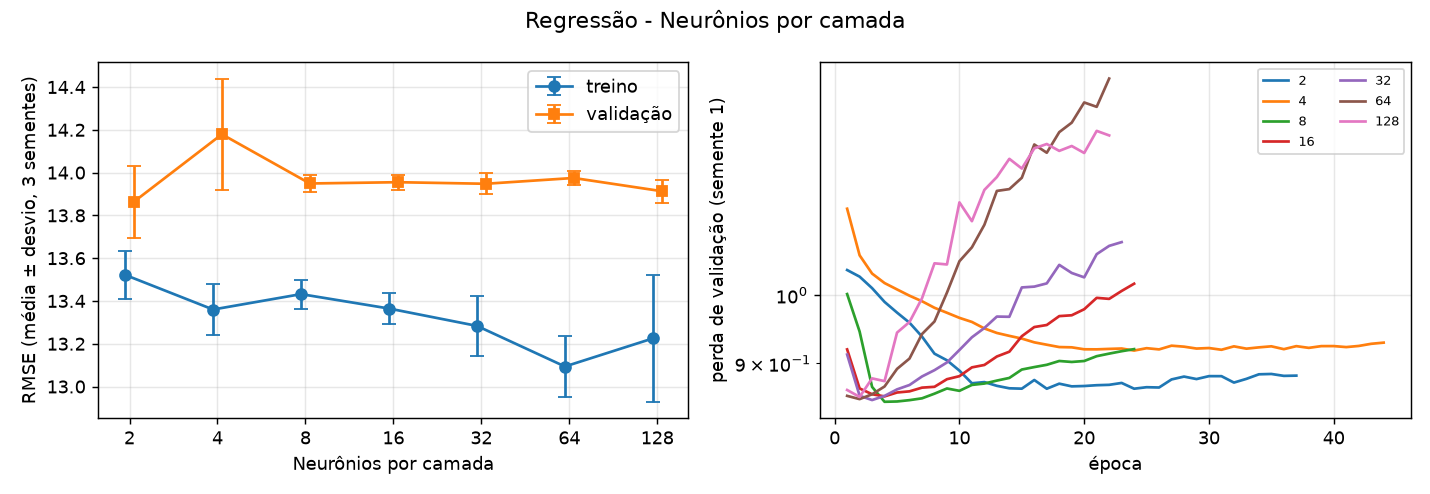 Regressão - Neurônios por camada
RMSE (média ± desvio, 3 sementes)
14.4
14.2
14.0
13.8
13.6
13.4
13.2
13.0
treino
validação
2 4 8 16 32 64 128
Neurônios por camada
perda de validação (semente 1)
10⁰
9 × 10⁻¹
2 32
4 64
8 128
16
0 10 20 30 40
época